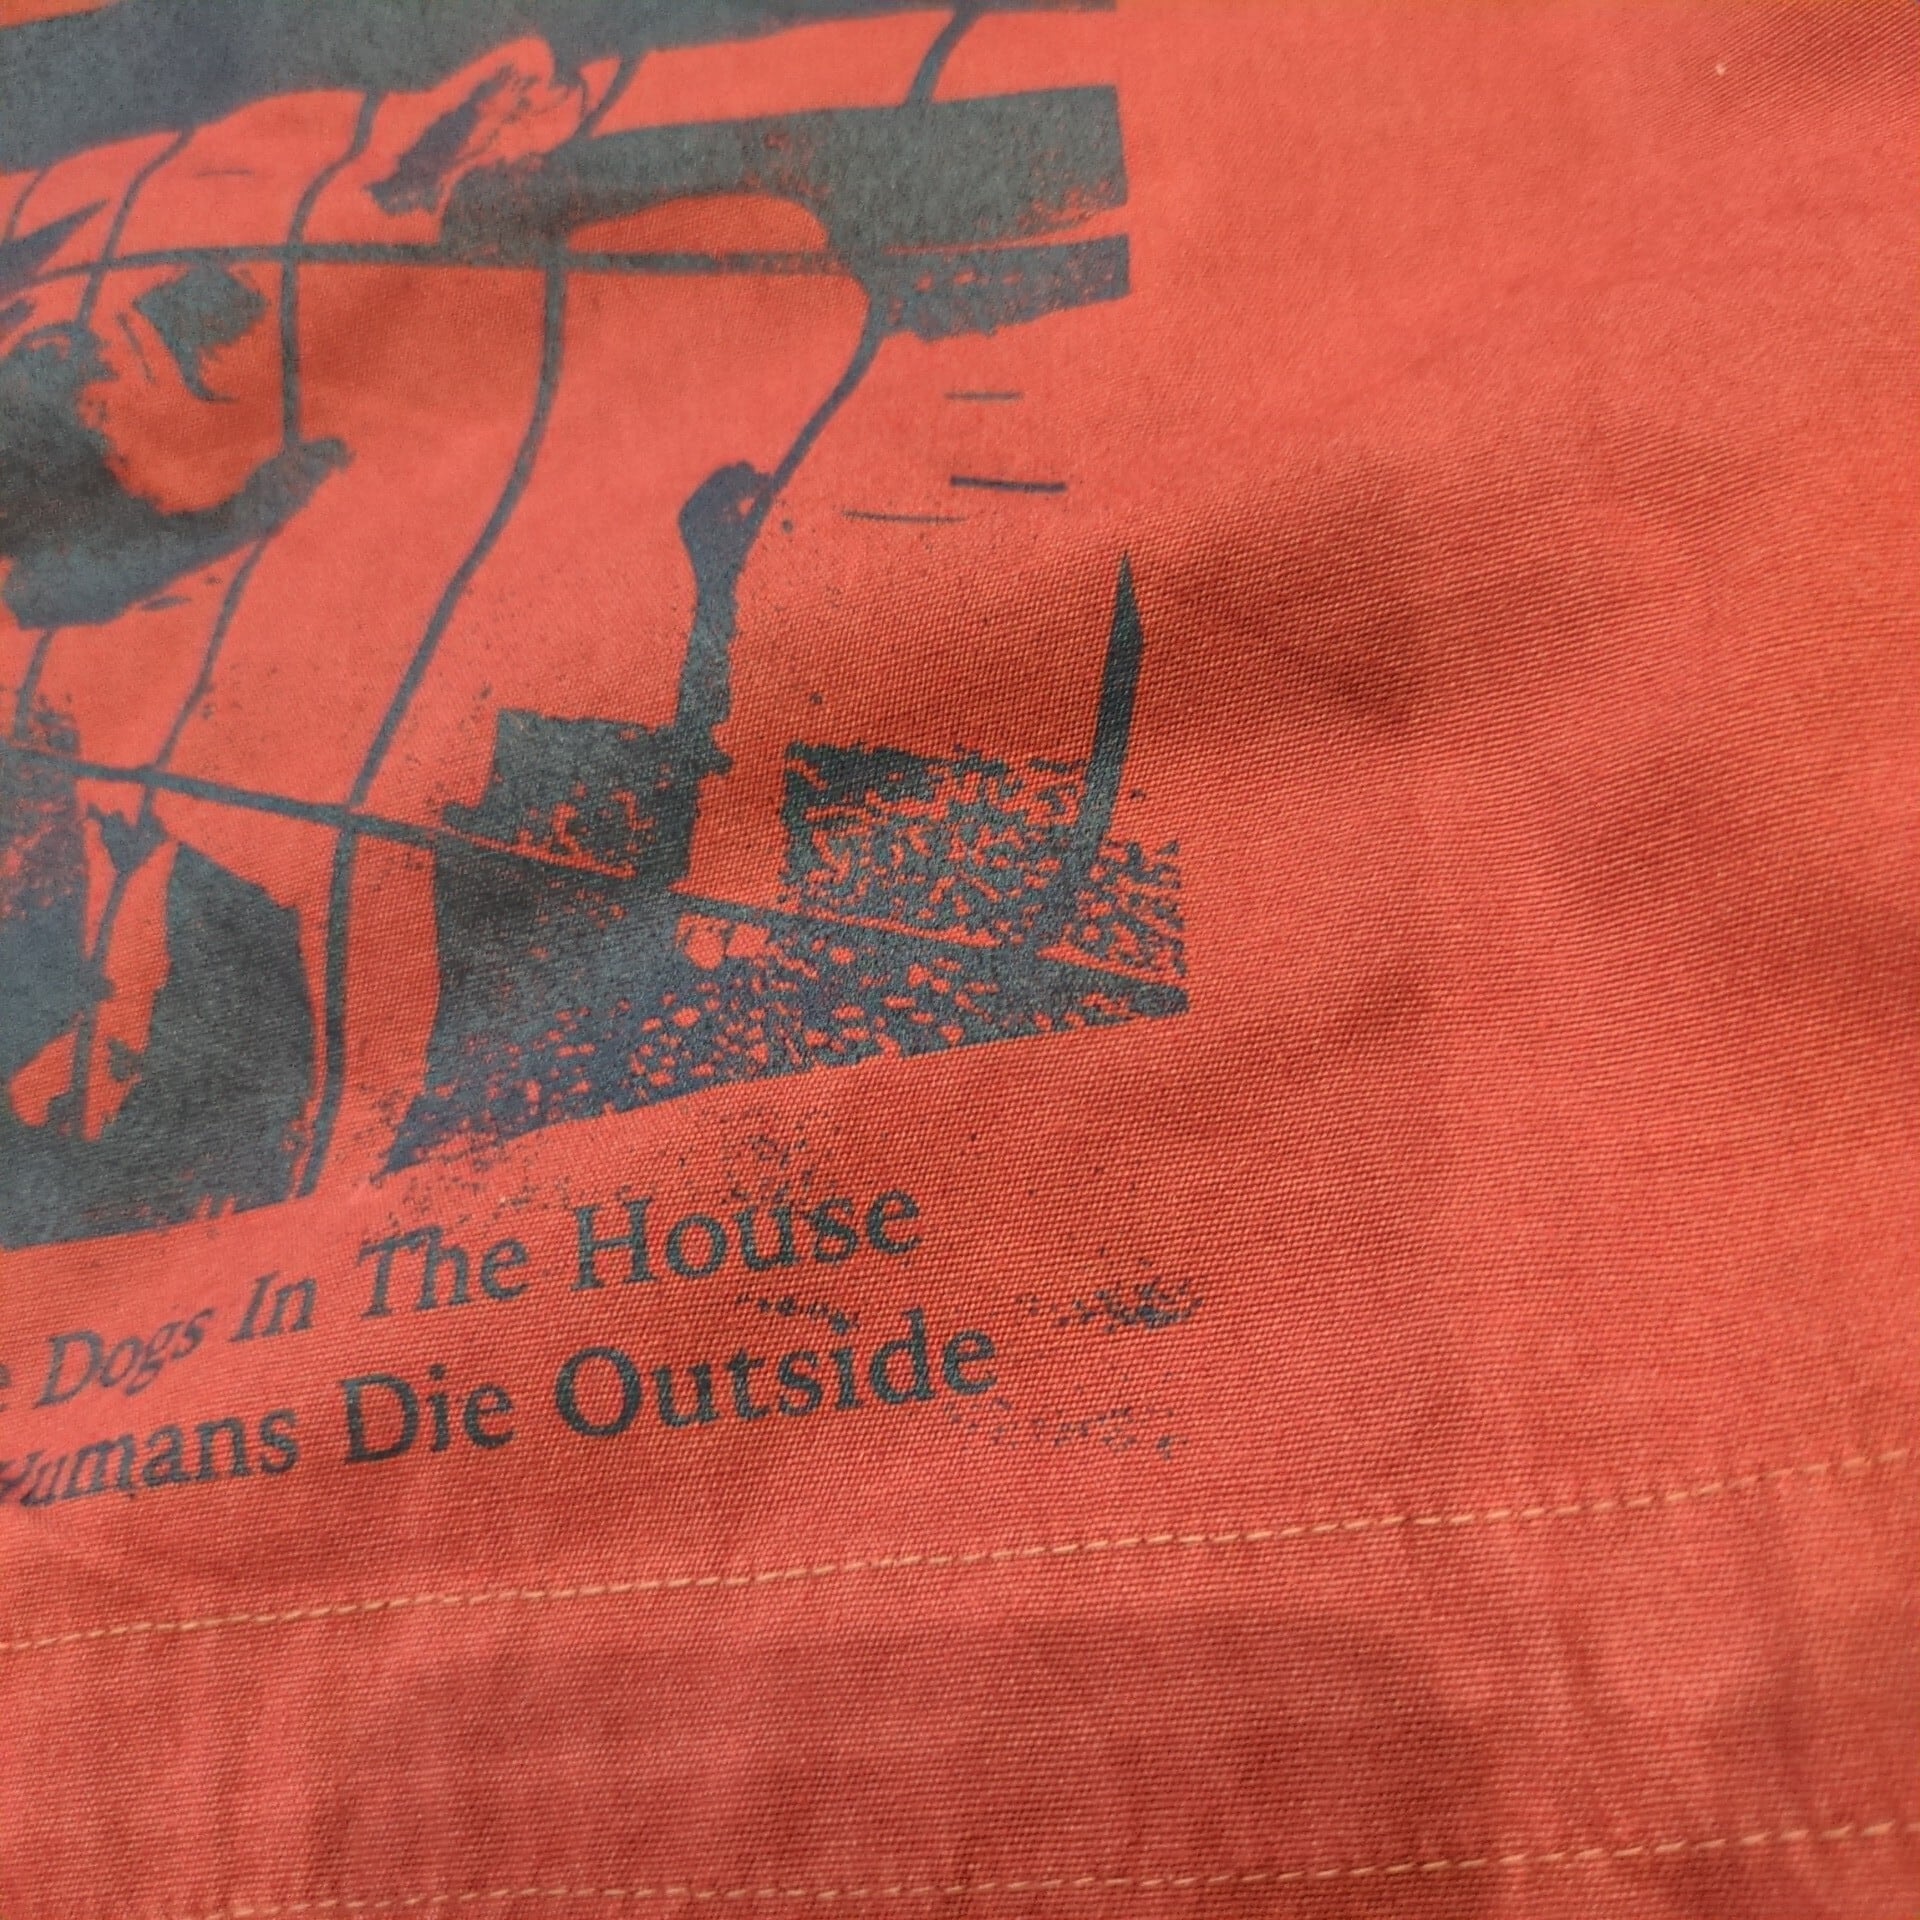 Dogs In The House
Humans Die Outside